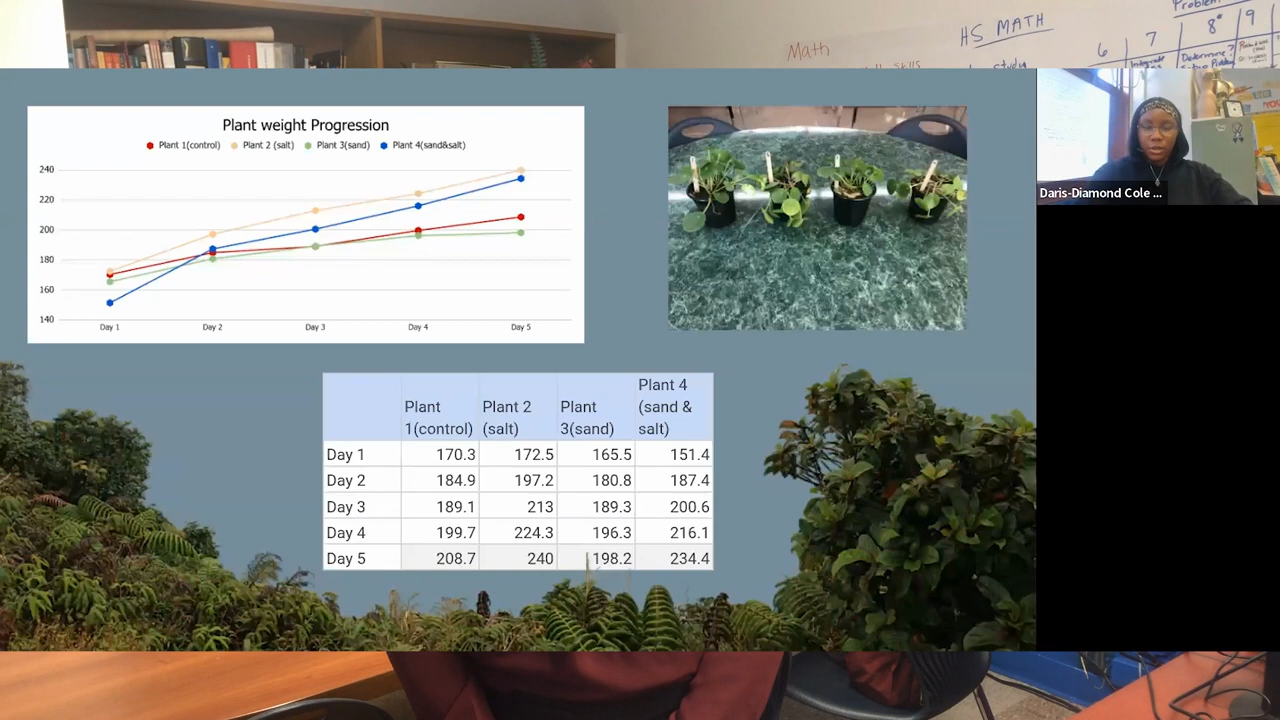 HS MATH
Math
6 7 8° 9
Plant weight Progression
Plant 1(control) Plant 2 (salt) Plant 3(sand) Plant 4(sand&salt)
240
220
200
180
160
140
Day 1 Day 2 Day 3 Day 4 Day 5
Daris-Diamond Cole ...
Plant 1(control) Plant 2 (salt) Plant 3(sand) Plant 4 (sand & salt)
Day 1 170.3 172.5 165.5 151.4
Day 2 184.9 197.2 180.8 187.4
Day 3 189.1 213 189.3 200.6
Day 4 199.7 224.3 196.3 216.1
Day 5 208.7 240 198.2 234.4